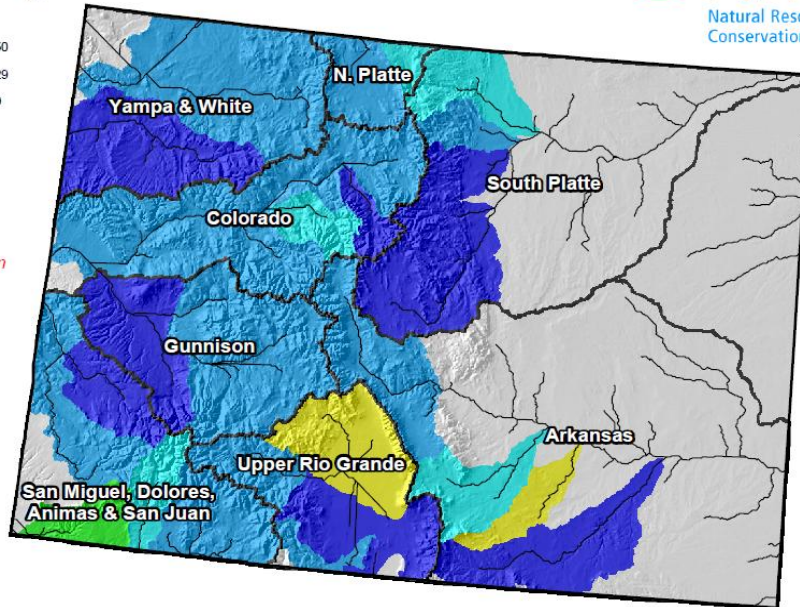 Natural Res
Conservation
N. Platte
Yampa & White
South Platte
Colorado
Gunnison
Arkansas
Upper Rio Grande
San Miguel, Dolores,
Animas & San Juan